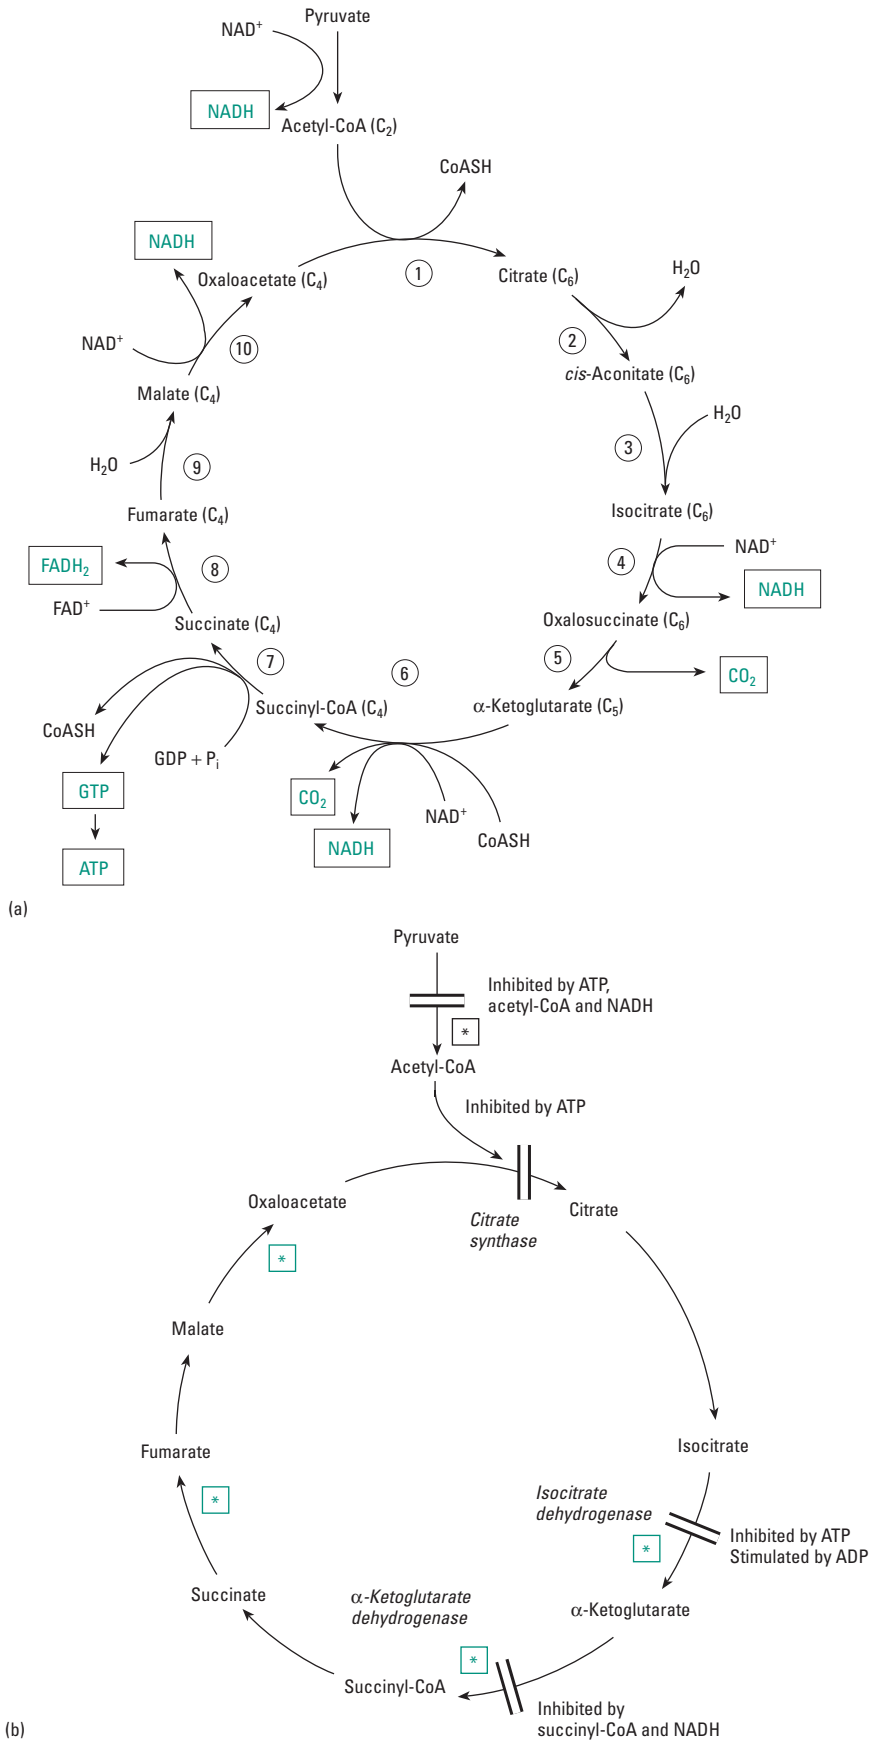 Pyruvate
NAD⁺
NADH
Acetyl-CoA (C₂)
CoASH
NADH
Oxaloacetate (C₄)
1
Citrate (C₆)
H₂O
NAD⁺
10
2
cis-Aconitate (C₆)
Malate (C₄)
H₂O
3
H₂O
9
Isocitrate (C₆)
Fumarate (C₄)
NAD⁺
FADH₂
8
4
NADH
FAD⁺
Succinate (C₄)
Oxalosuccinate (C₆)
7
6
5
CO₂
Succinyl-CoA (C₄)
α-Ketoglutarate (C₅)
CoASH
GDP + Pᵢ
GTP
CO₂
NAD⁺
CoASH
NADH
ATP
(a)
Pyruvate
Inhibited by ATP,
acetyl-CoA and NADH
*
Acetyl-CoA
Inhibited by ATP
Oxaloacetate
Citrate
Citrate
synthase
*
Malate
Isocitrate
Fumarate
Isocitrate
dehydrogenase
*
*
Inhibited by ATP
Stimulated by ADP
Succinate
α-Ketoglutarate
dehydrogenase
α-Ketoglutarate
*
Succinyl-CoA
Inhibited by
succinyl-CoA and NADH
(b)